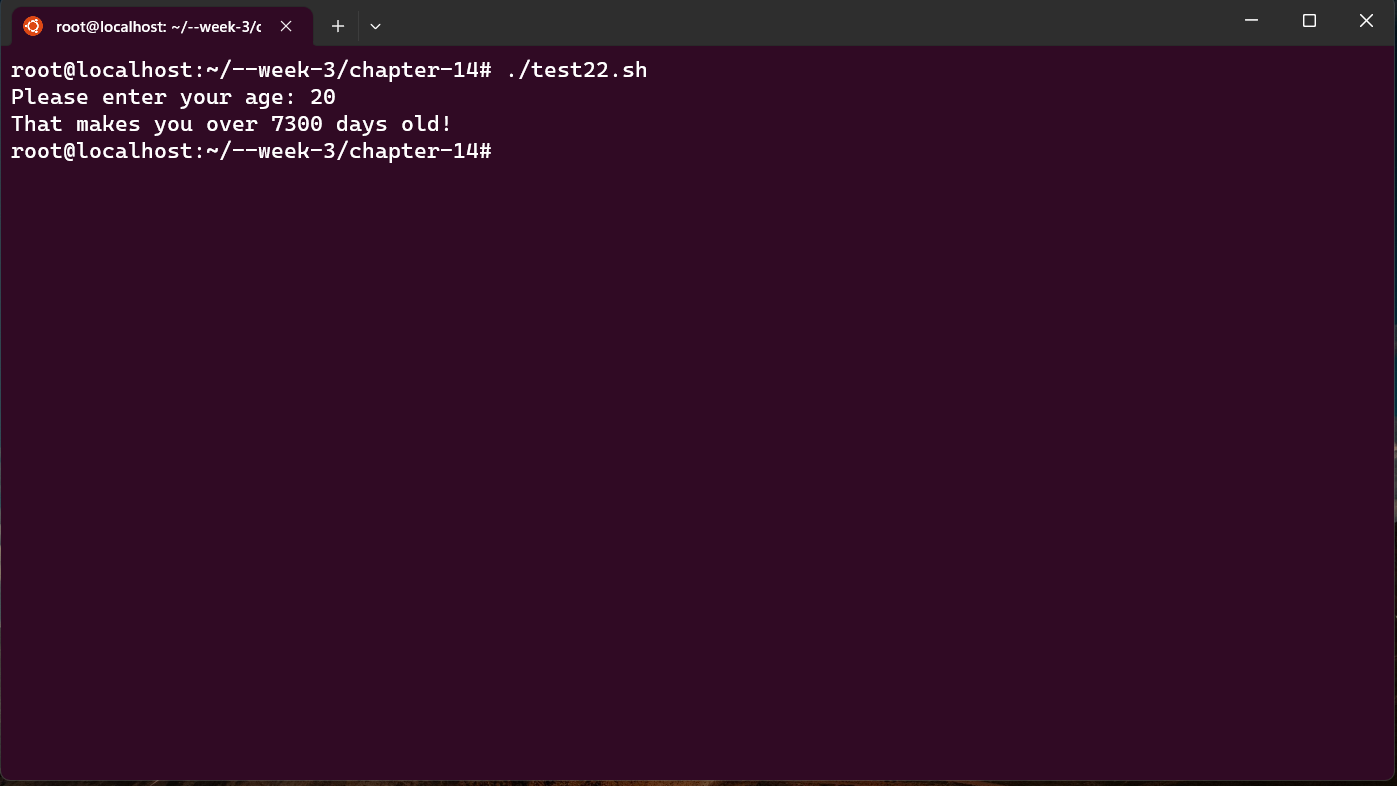 root@localhost: ~/--week-3/c
root@localhost:~/--week-3/chapter-14# ./test22.sh
Please enter your age: 20
That makes you over 7300 days old!
root@localhost:~/--week-3/chapter-14#